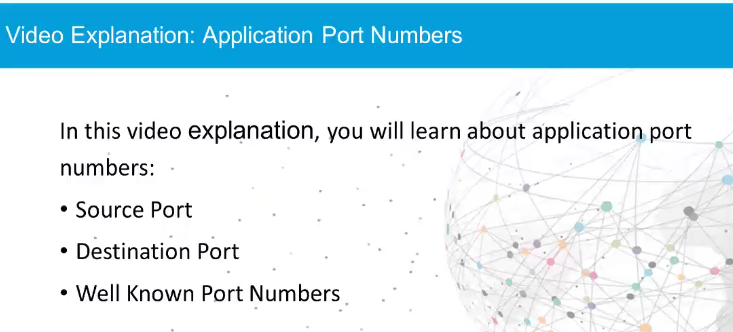 Video Explanation: Application Port Numbers
In this video explanation, you will learn about application port
numbers:
• Source Port
• Destination Port
• Well Known Port Numbers